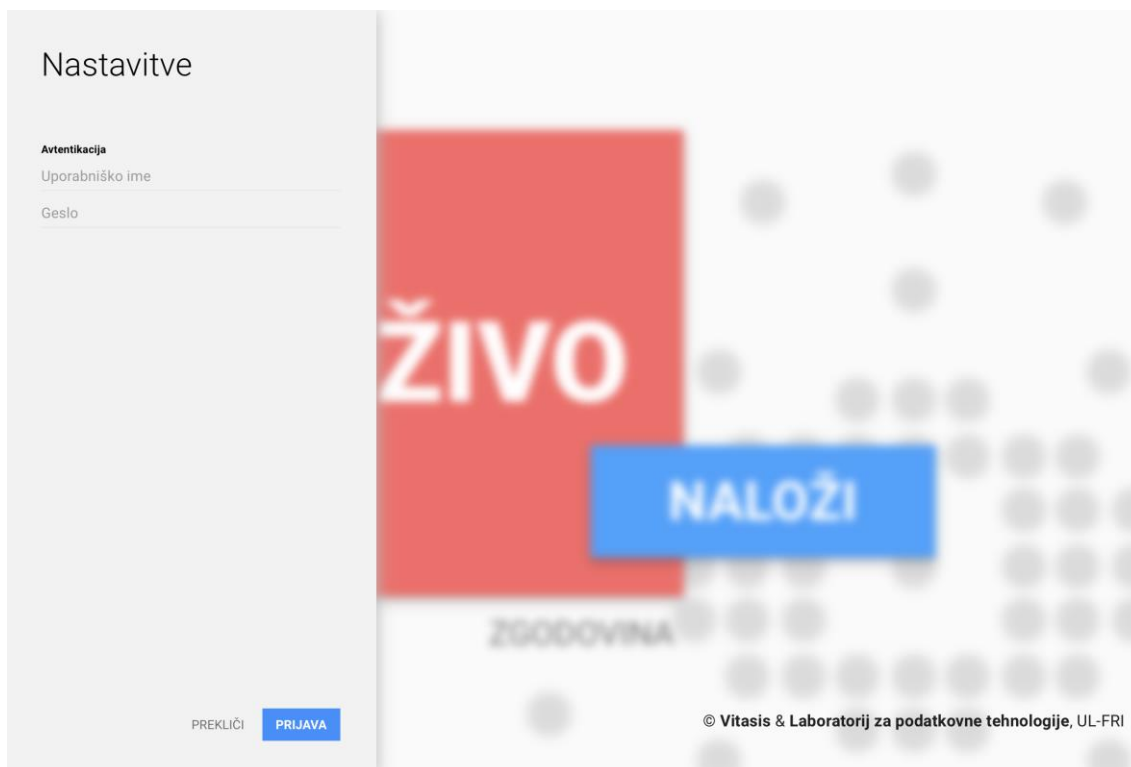 Nastavitve
Avtentikacija
Uporabniško ime
Geslo
PREKLIČI PRIJAVA
ŽIVO
NALOŽI
ZGODOVINA
© Vitasis & Laboratorij za podatkovne tehnologije, UL-FRI